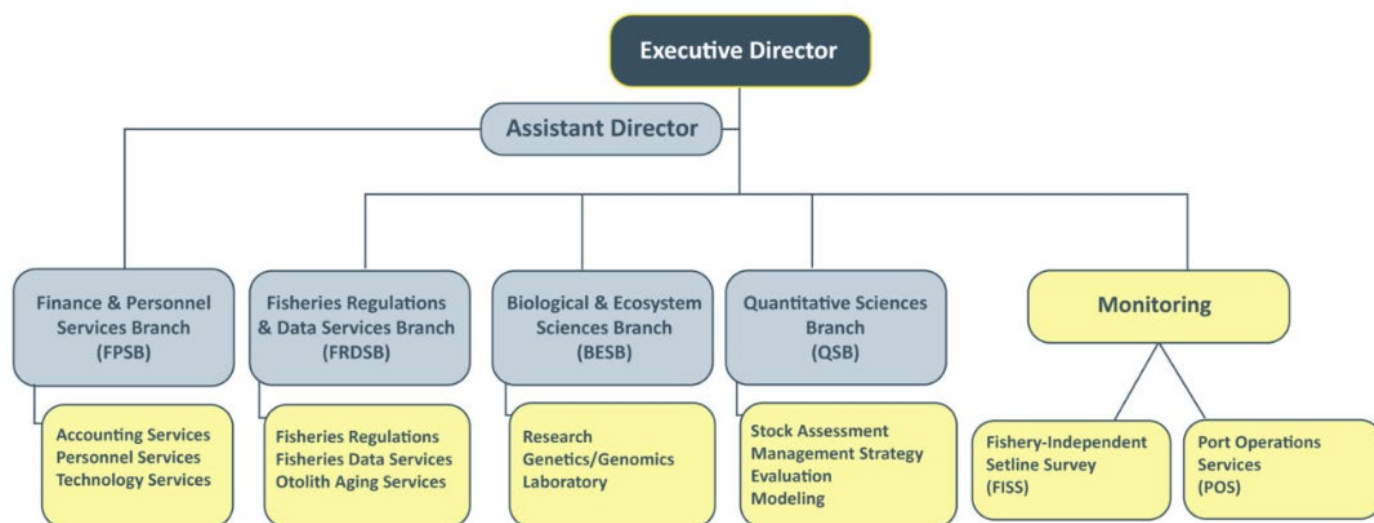 Executive Director
Assistant Director
Finance & Personnel
Services Branch
(FPSB)
Fisheries Regulations
& Data Services Branch
(FRDSB)
Biological & Ecosystem
Sciences Branch
(BESB)
Quantitative Sciences
Branch
(QSB)
Monitoring
Accounting Services
Personnel Services
Technology Services
Fisheries Regulations
Fisheries Data Services
Otolith Aging Services
Research
Genetics/Genomics
Laboratory
Stock Assessment
Management Strategy
Evaluation
Modeling
Fishery-Independent
Setline Survey
(FISS)
Port Operations
Services
(POS)